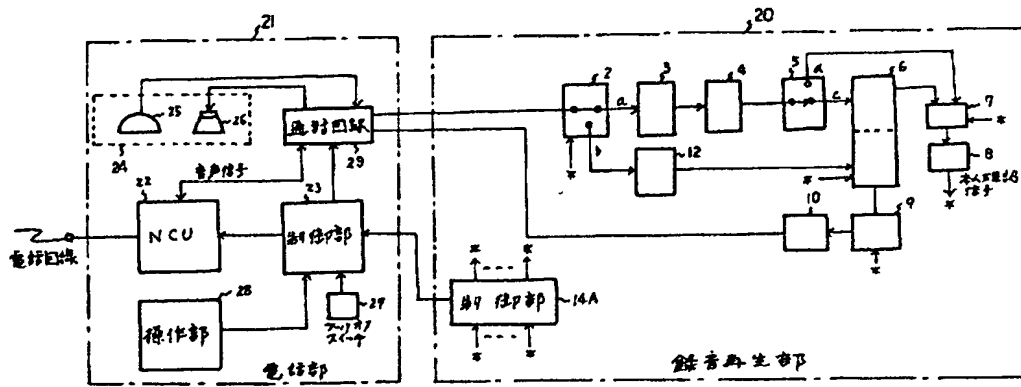 21
20
25
26
24
通話回路
29
音声信号
22
NCU
23
制御部
電話回線
28
操作部
27
フックオフ
スイッチ
電話部
2
a
b
*
3
4
5
a
c
6
7
*
8
本人確認
信号
*
12
*
10
9
*
* ---- *
制御部
14A
* ---- *
録音再生部